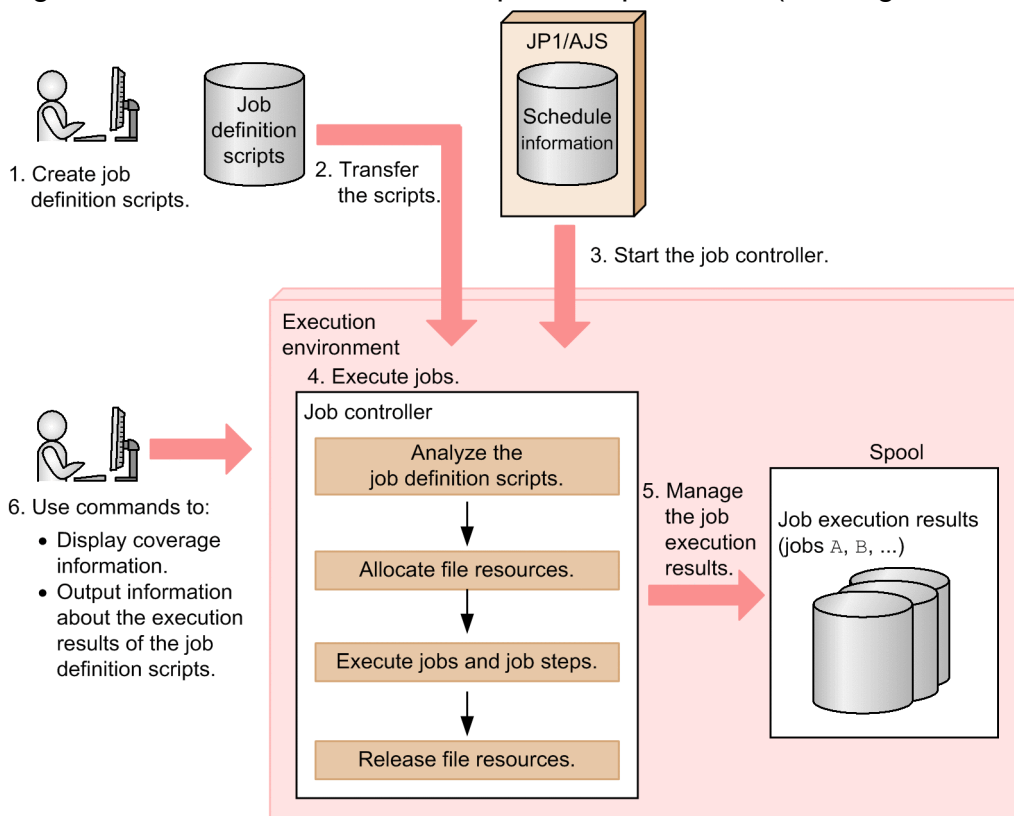 JP1/AJS
Schedule
information
Job
definition
scripts
1. Create job
definition scripts.
2. Transfer
the scripts.
3. Start the job controller.
Execution
environment
4. Execute jobs.
Job controller
Analyze the
job definition scripts.
Allocate file resources.
Execute jobs and job steps.
Release file resources.
5. Manage
the job
execution
results.
Spool
Job execution results
(jobs A, B, ...)
6. Use commands to:
• Display coverage
information.
• Output information
about the execution
results of the job
definition scripts.